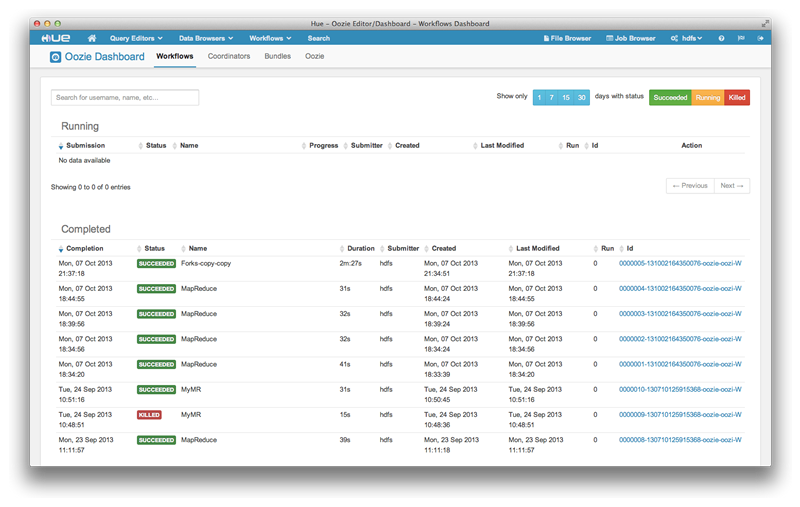 Hue - Oozie Editor/Dashboard - Workflows Dashboard
HUE Query Editors Data Browsers Workflows Search File Browser Job Browser hdfs
Oozie Dashboard Workflows Coordinators Bundles Oozie
Search for username, name, etc... Show only 1 7 15 30 days with status Succeeded Running Killed
Running
Submission Status Name Progress Submitter Created Last Modified Run Id Action
No data available
Showing 0 to 0 of 0 entries ← Previous Next →
Completed
Completion Status Name Duration Submitter Created Last Modified Run Id
Mon, 07 Oct 2013 SUCCEEDED Forks-copy-copy 2m:27s hdfs Mon, 07 Oct 2013 Mon, 07 Oct 2013 0 0000005-131002164350076-oozie-oozi-W
21:37:18 21:34:51 21:37:18
Mon, 07 Oct 2013 SUCCEEDED MapReduce 31s hdfs Mon, 07 Oct 2013 Mon, 07 Oct 2013 0 0000004-131002164350076-oozie-oozi-W
18:44:55 18:44:24 18:44:55
Mon, 07 Oct 2013 SUCCEEDED MapReduce 32s hdfs Mon, 07 Oct 2013 Mon, 07 Oct 2013 0 0000003-131002164350076-oozie-oozi-W
18:39:56 18:39:24 18:39:56
Mon, 07 Oct 2013 SUCCEEDED MapReduce 32s hdfs Mon, 07 Oct 2013 Mon, 07 Oct 2013 0 0000002-131002164350076-oozie-oozi-W
18:34:56 18:34:24 18:34:56
Mon, 07 Oct 2013 SUCCEEDED MapReduce 41s hdfs Mon, 07 Oct 2013 Mon, 07 Oct 2013 0 0000001-131002164350076-oozie-oozi-W
18:34:20 18:33:39 18:34:20
Tue, 24 Sep 2013 SUCCEEDED MyMR 31s hdfs Tue, 24 Sep 2013 Tue, 24 Sep 2013 0 0000010-130710125915368-oozie-oozi-W
10:51:16 10:50:45 10:51:16
Tue, 24 Sep 2013 KILLED MyMR 15s hdfs Tue, 24 Sep 2013 Tue, 24 Sep 2013 0 0000009-130710125915368-oozie-oozi-W
10:48:51 10:48:36 10:48:51
Mon, 23 Sep 2013 SUCCEEDED MapReduce 39s hdfs Mon, 23 Sep 2013 Mon, 23 Sep 2013 0 0000008-130710125915368-oozie-oozi-W
11:11:57 11:11:18 11:11:57